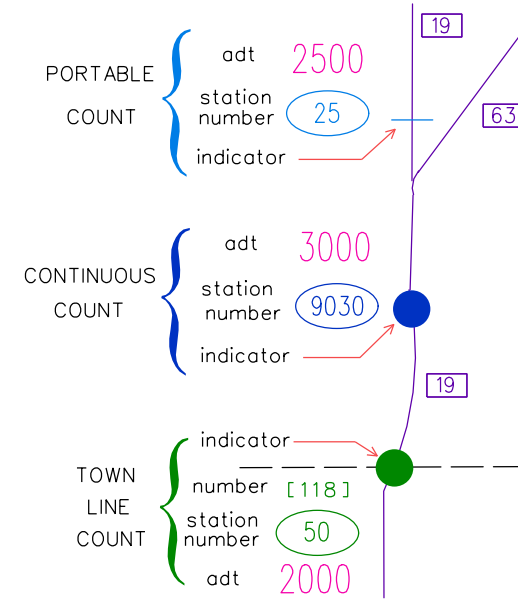 19
adt 2500
PORTABLE
COUNT
station
number 25
63
indicator
adt 3000
CONTINUOUS
COUNT
station
number 9030
indicator
19
indicator
TOWN
LINE
COUNT
number [118]
station
number 50
adt 2000